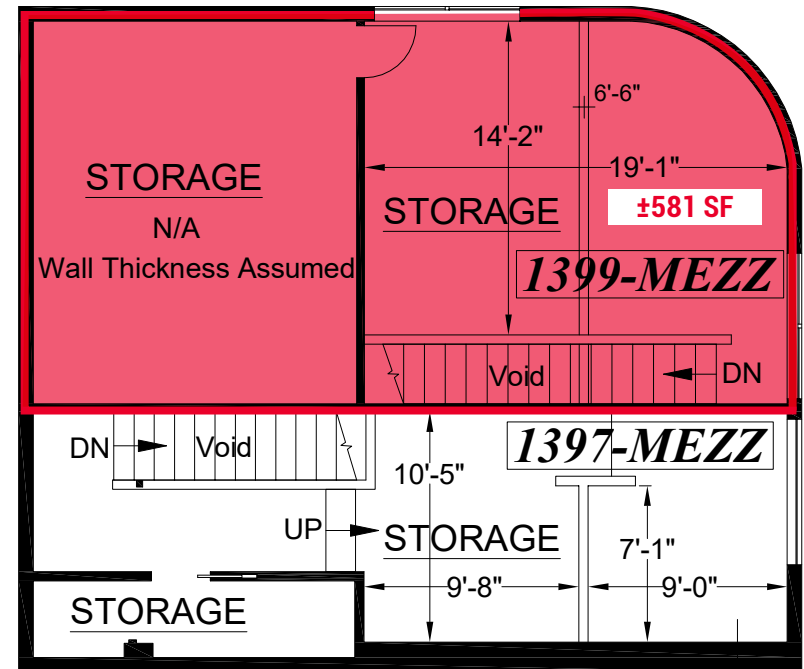 6'-6"
14'-2"
19'-1"
STORAGE
N/A
Wall Thickness Assumed
STORAGE
±581 SF
1399-MEZZ
Void
DN
DN
Void
1397-MEZZ
10'-5"
UP
STORAGE
7'-1"
9'-8"
9'-0"
STORAGE